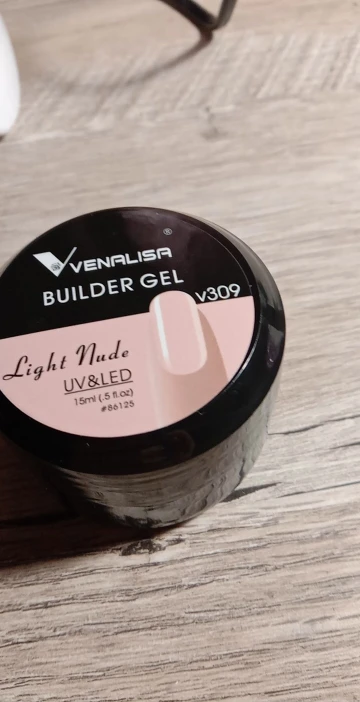 ®
VENALISA
BUILDER GEL
v309
Light Nude
UV&LED
15ml (.5 fl.oz)
#86125